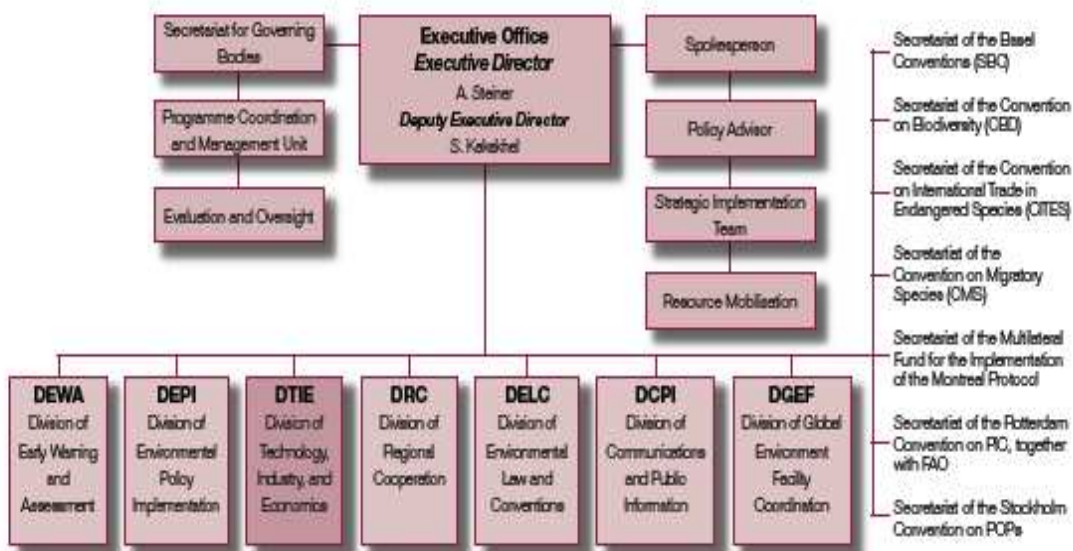 Secretariat for Governing
Bodies
Programme Coordination
and Management Unit
Evaluation and Oversight
Executive Office
Executive Director
A. Steiner
Deputy Executive Director
S. Kakakhel
Spokesperson
Policy Advisor
Strategic Implementation
Team
Resource Mobilisation
Secretariat of the Basel
Conventions (SBC)
Secretariat of the Convention
on Biodiversity (CBD)
Secretariat of the Convention
on International Trade in
Endangered Species (CITES)
Secretariat of the
Convention on Migratory
Species (CMS)
Secretariat of the Multilateral
Fund for the Implementation
of the Montreal Protocol
Secretariat of the Rotterdam
Convention on PIC, together
with FAO
Secretariat of the Stockholm
Convention on POPs
DEWA
Division of
Early Warning
and
Assessment
DEPI
Division of
Environmental
Policy
Implementation
DTIE
Division of
Technology,
Industry, and
Economics
DRC
Division of
Regional
Cooperation
DELC
Division of
Environmental
Law and
Conventions
DCPI
Division of
Communications
and Public
Information
DGEF
Division of Global
Environment
Facility
Coordination